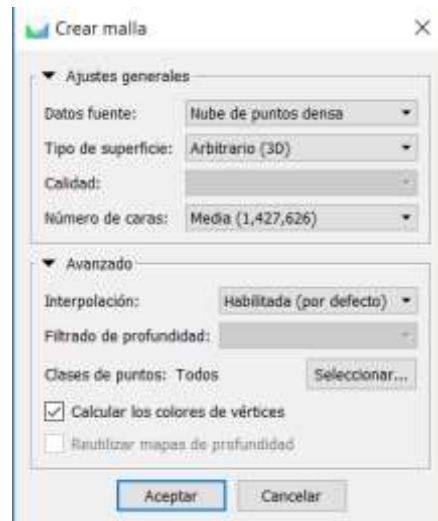 Crear malla
Ajustes generales
Datos fuente: Nube de puntos densa
Tipo de superficie: Arbitrario (3D)
Calidad:
Número de caras: Media (1,427,626)
Avanzado
Interpolación: Habilitada (por defecto)
Filtrado de profundidad:
Clases de puntos: Todos Seleccionar...
Calcular los colores de vértices
Reutilizar mapas de profundidad
Aceptar Cancelar